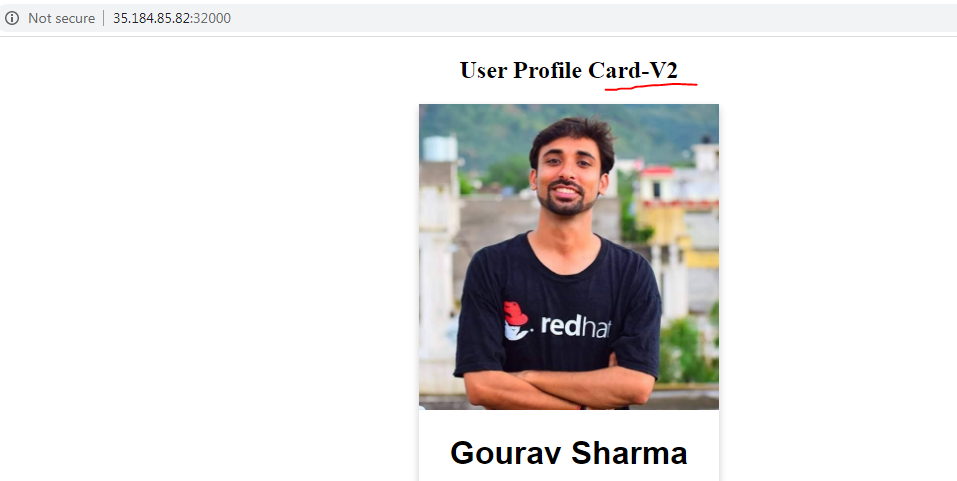 Not secure 35.184.85.82:32000
User Profile Card-V2
redhat
Gourav Sharma